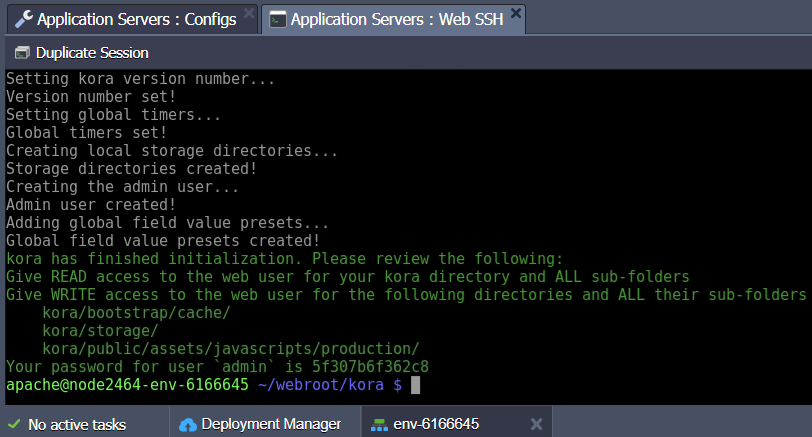 Application Servers : Configs
Application Servers : Web SSH
Duplicate Session
Setting kora version number...
Version number set!
Setting global timers...
Global timers set!
Creating local storage directories...
Storage directories created!
Creating the admin user...
Admin user created!
Adding global field value presets...
Global field value presets created!
kora has finished initialization. Please review the following:
Give READ access to the web user for your kora directory and ALL sub-folders
Give WRITE access to the web user for the following directories and ALL their sub-folders
kora/bootstrap/cache/
kora/storage/
kora/public/assets/javascripts/production/
Your password for user `admin` is 5f307b6f362c8
apache@node2464-env-6166645 ~/webroot/kora $
No active tasks
Deployment Manager
env-6166645